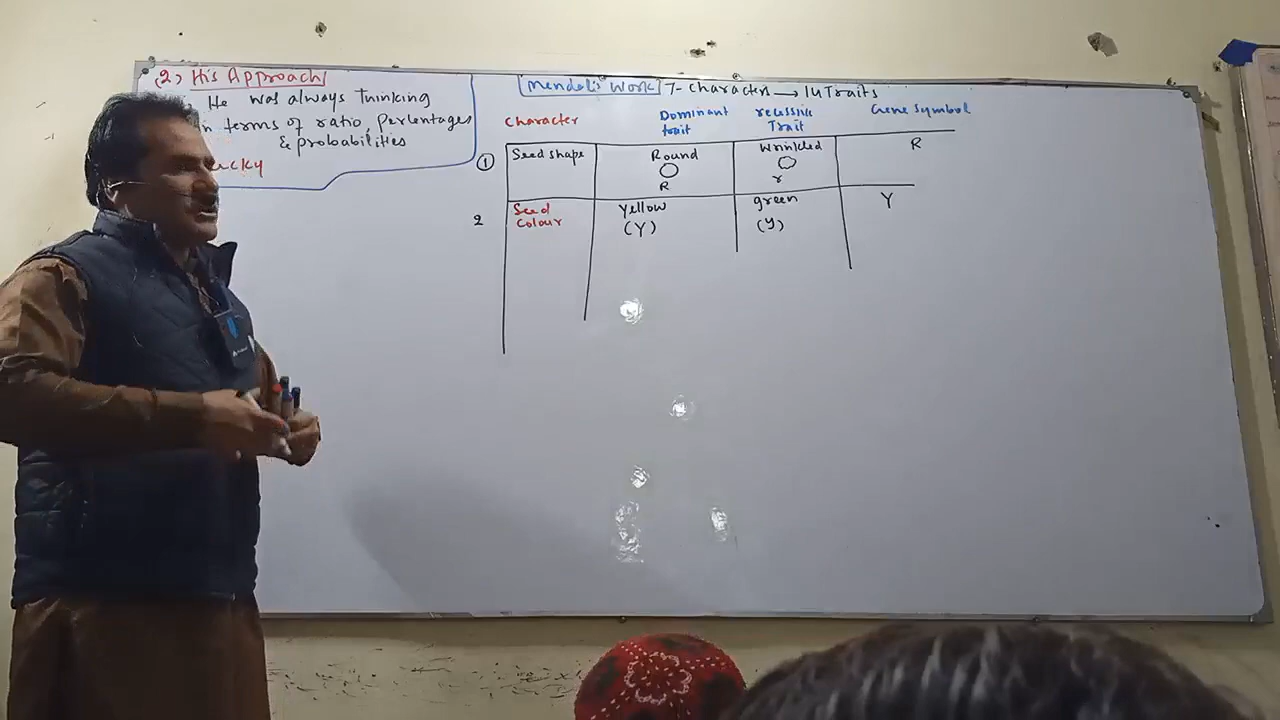 (2) His Approach
He was always Thinking
in terms of ratio, Percentages
& probabilities
ucky
Mendel's Work 7- Characters → 14 Traits
Character Dominant trait recessive Trait Gene Symbol
① Seed shape Round Wrinkled R
R r
2 Seed Colour yellow green Y
(Y) (y)